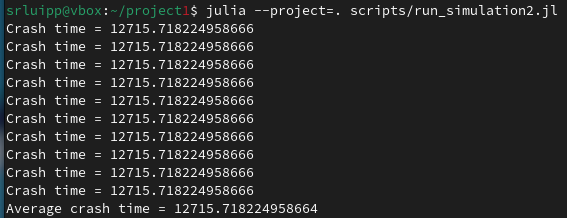 srluipp@vbox:~/project1$ julia --project=. scripts/run_simulation2.jl
Crash time = 12715.718224958666
Crash time = 12715.718224958666
Crash time = 12715.718224958666
Crash time = 12715.718224958666
Crash time = 12715.718224958666
Crash time = 12715.718224958666
Crash time = 12715.718224958666
Crash time = 12715.718224958666
Crash time = 12715.718224958666
Crash time = 12715.718224958666
Average crash time = 12715.718224958664